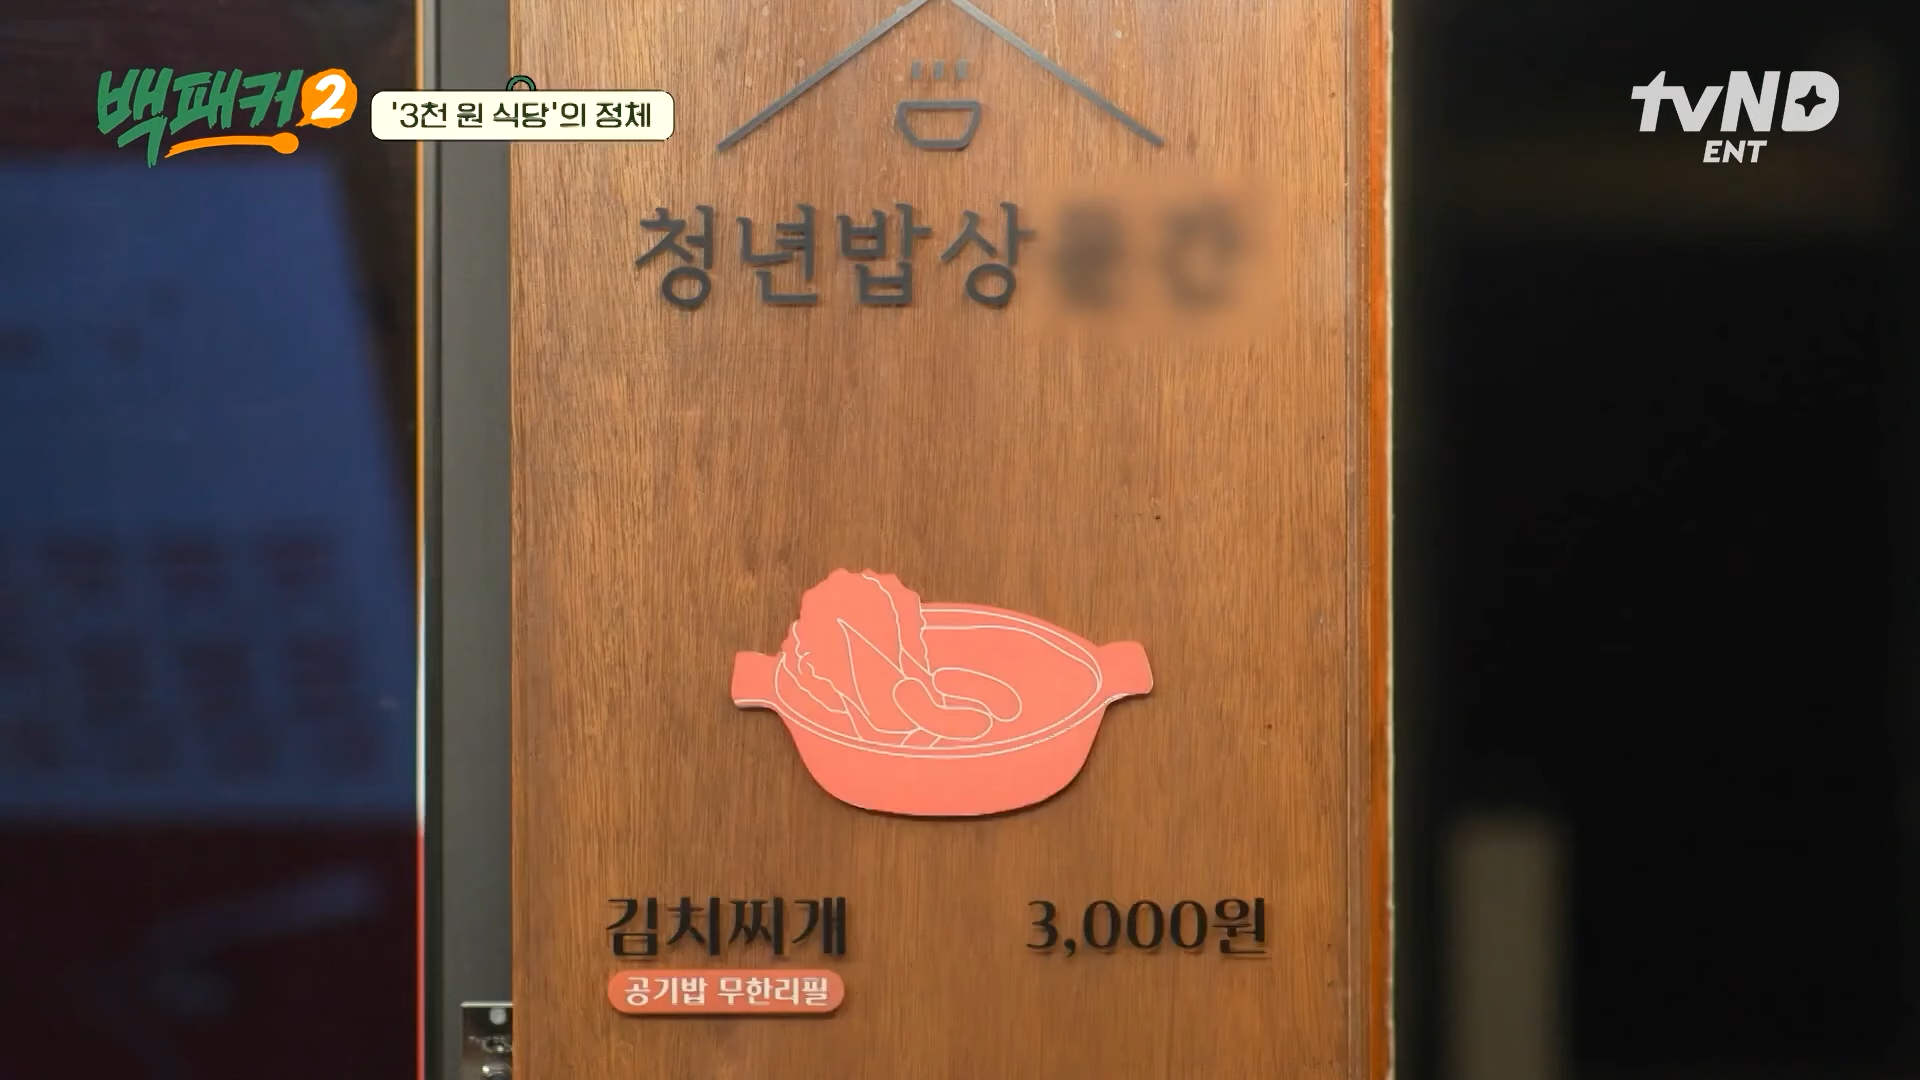 백패커2
'3천 원 식당'의 정체
tvND
ENT
청년밥상
김치찌개 3,000원
공기밥 무한리필